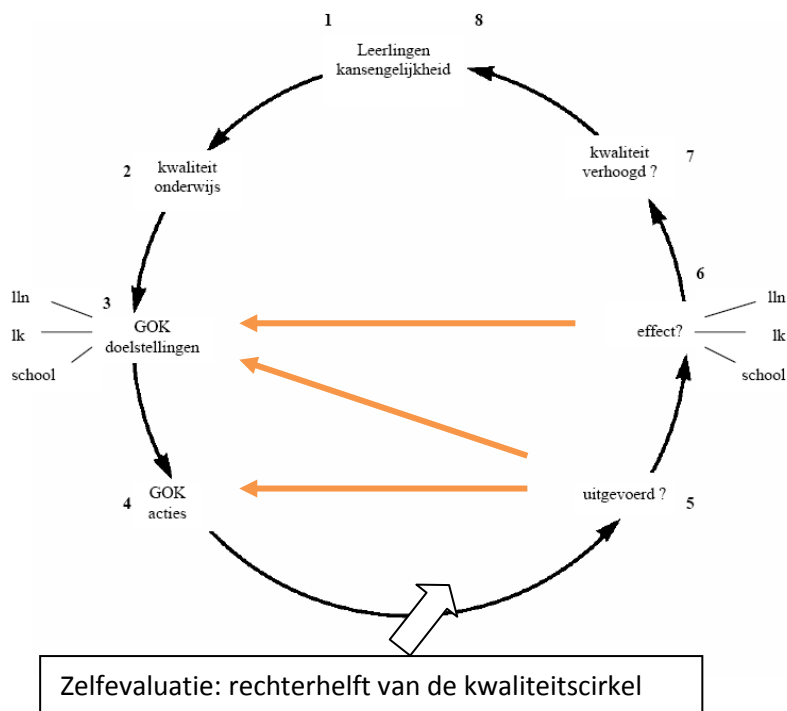 1 8
Leerlingen
kansengelijkheid
2 kwaliteit
onderwijs
kwaliteit 7
verhoogd ?
3
lln
lk
school
GOK
doelstellingen
6
effect?
lln
lk
school
4 GOK
acties
uitgevoerd ? 5
Zelfevaluatie: rechterhelft van de kwaliteitscirkel